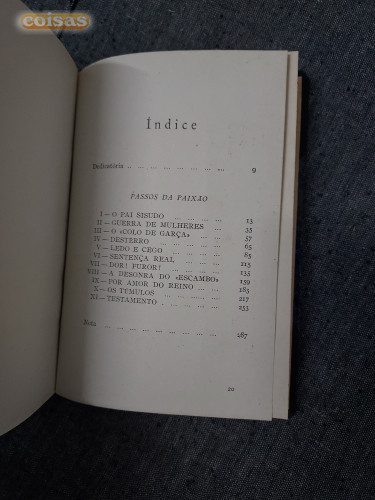 coisas
Índice
Dedicatória ... ... ... ... ... ... ... ... 9
PASSOS DA PAIXÃO
I — O PAI SISUDO ... ... ... ... 13
II — GUERRA DE MULHERES ... ... 35
III — O «COLO DE GARÇA» ... ... ... 57
IV — DESTERRO ... ... ... ... ... 65
V — LEDO E CEGO ... ... ... ... 85
VI — SENTENÇA REAL ... ... ... 115
VII — DOR! FUROR! ... ... ... ... 135
VIII — A DESONRA DO «ESCAMBO» ... 159
IX — POR AMOR DO REINO ... ... ... 183
X — OS TÚMULOS ... ... ... ... 217
XI — TESTAMENTO ... ... ... ... 253
Nota ... ... ... ... ... ... ... ... 287